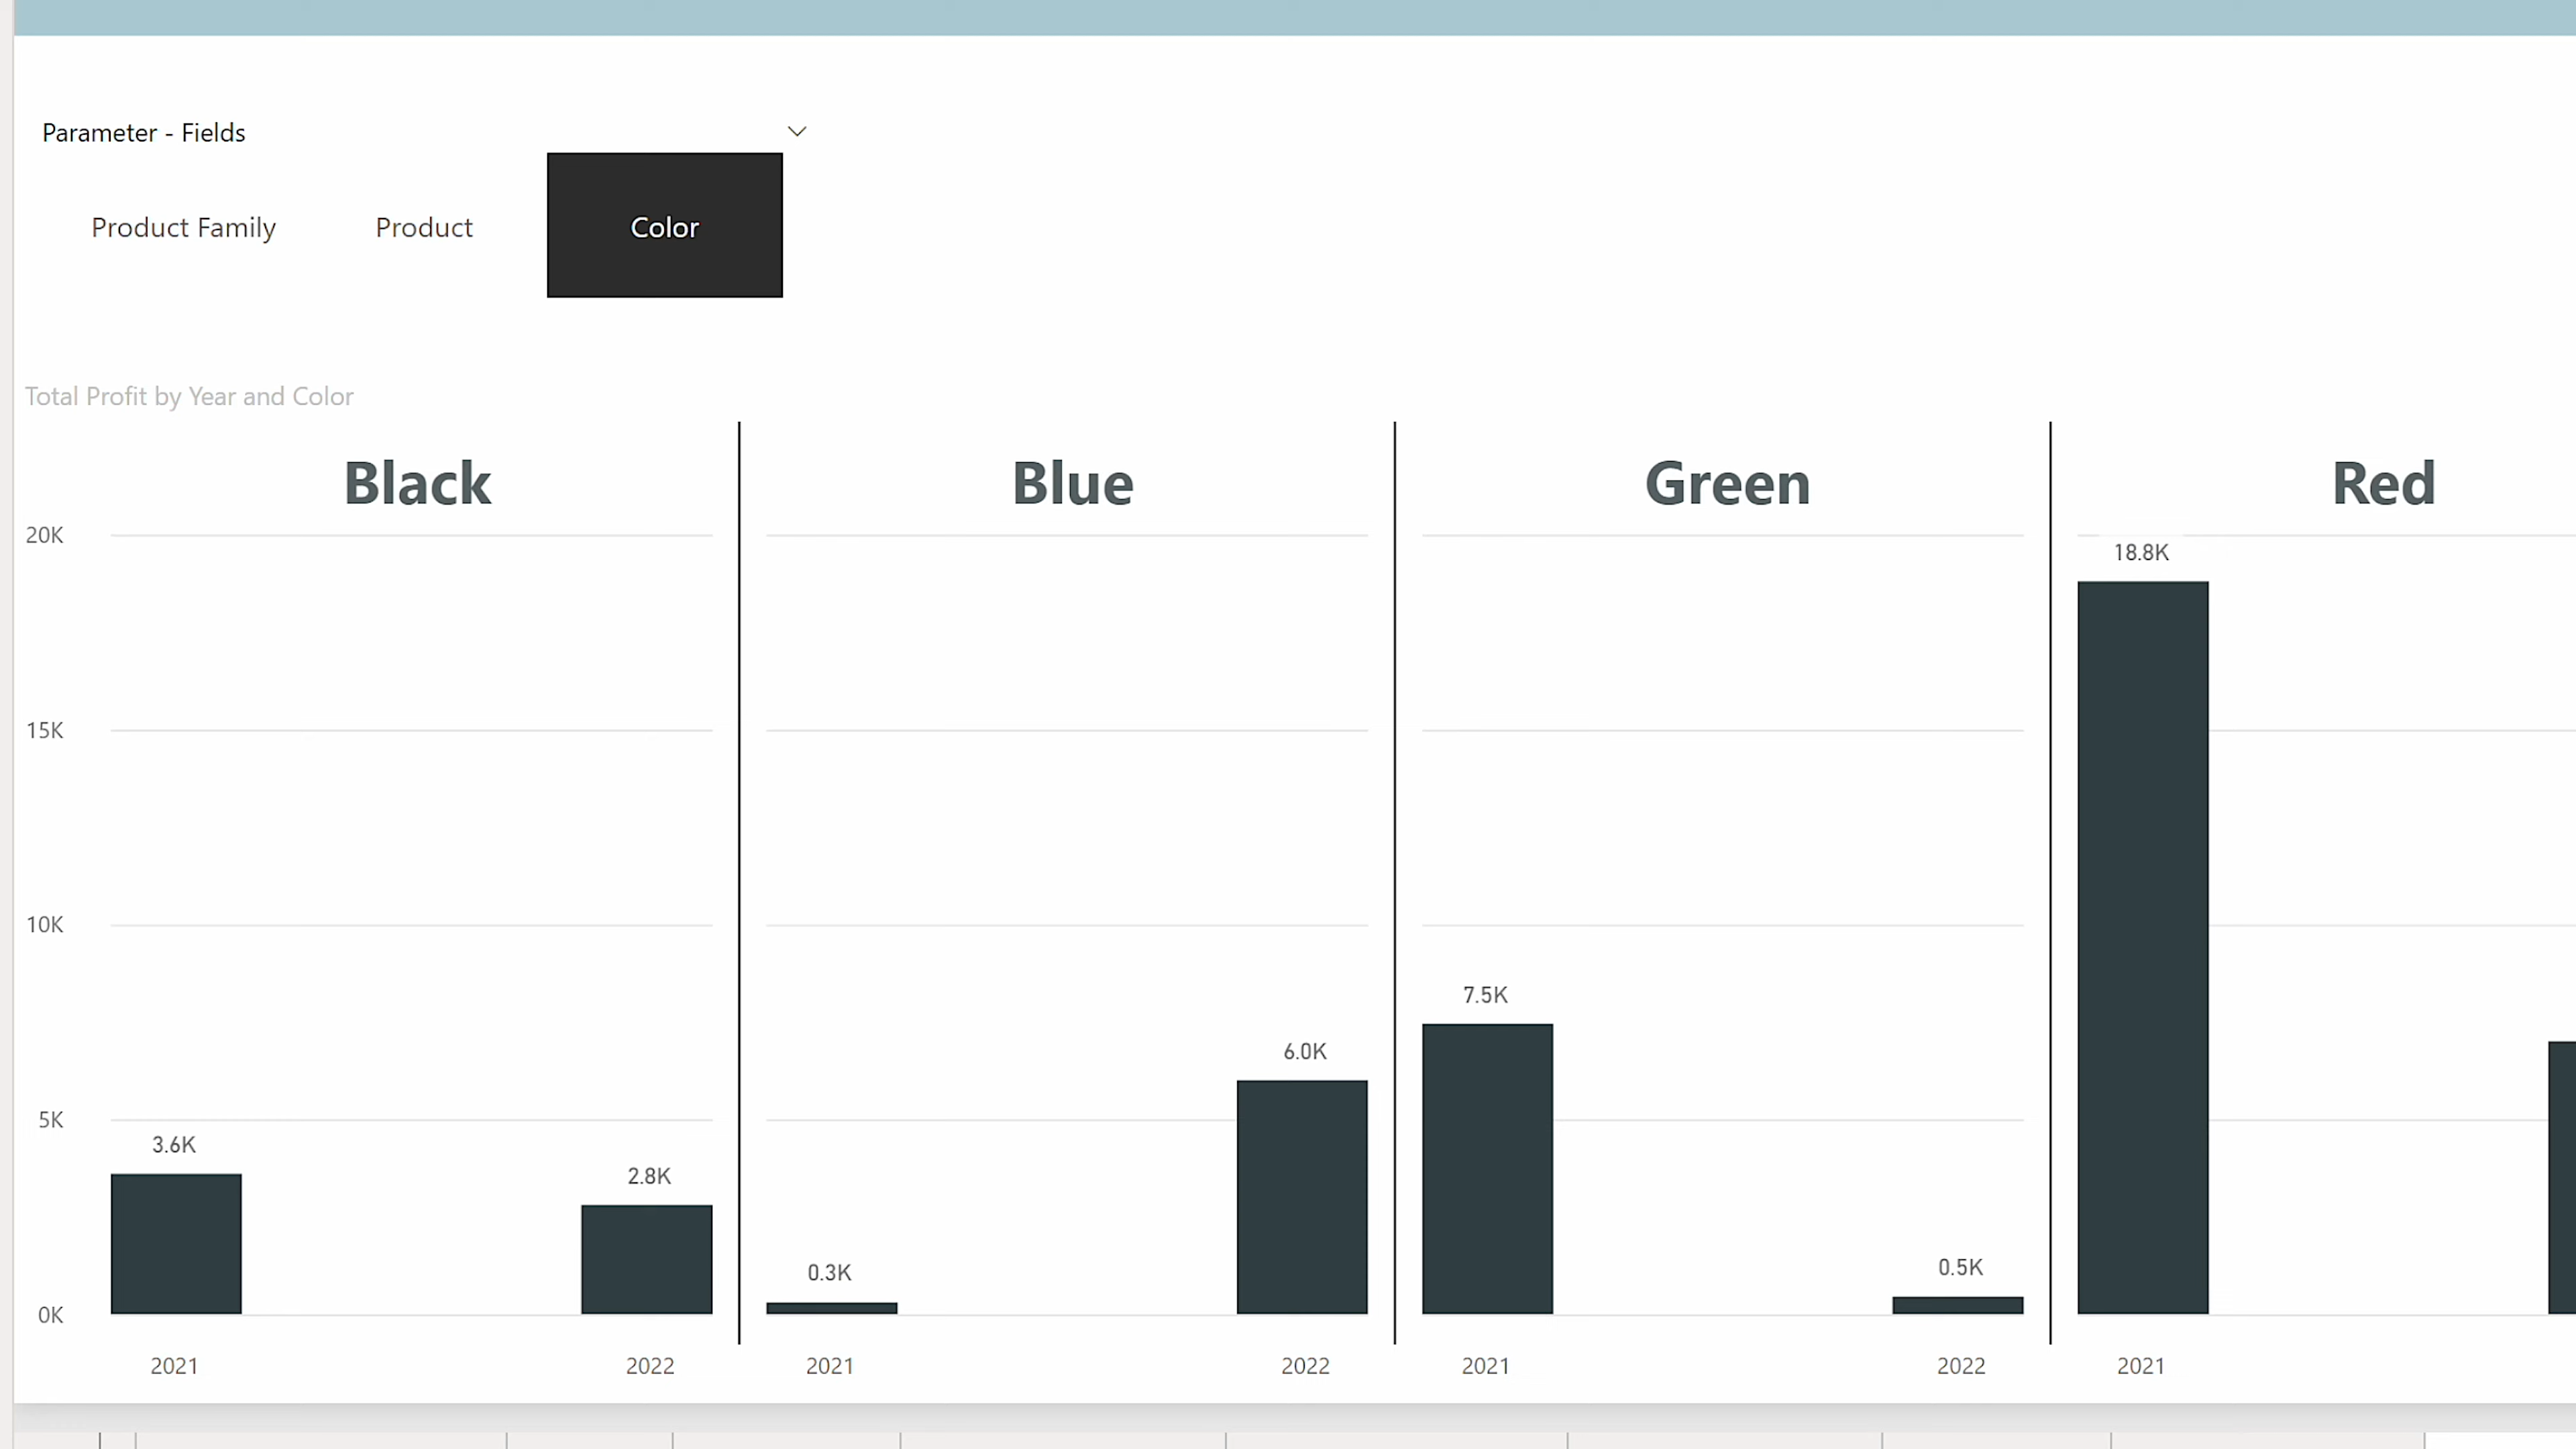 Parameter - Fields
Product Family Product Color
Total Profit by Year and Color
Black Blue Green Red
20K
18.8K
15K
10K
7.5K
6.0K
5K
3.6K
2.8K
0.3K
0.5K
0K
2021 2022 2021 2022 2021 2022 2021